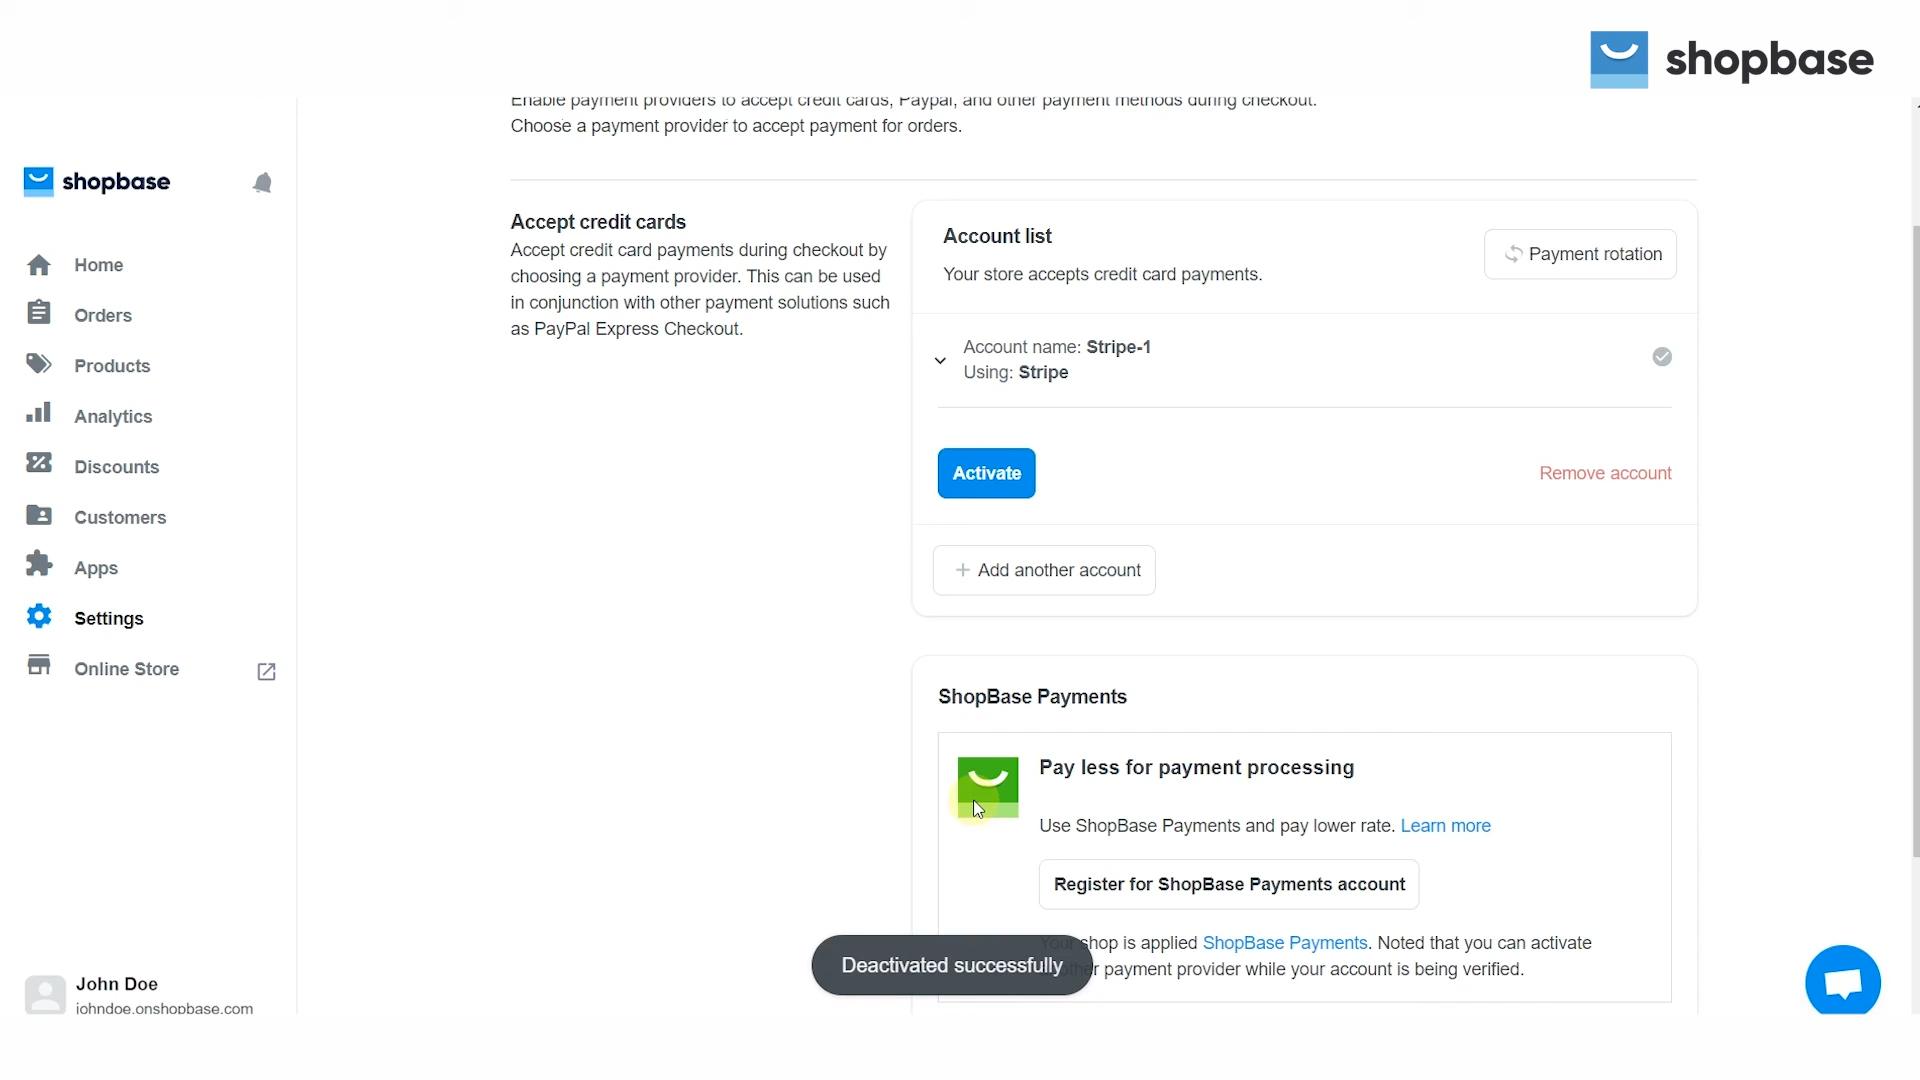 shopbase
Enable payment providers to accept credit cards, Paypal, and other payment methods during checkout.
Choose a payment provider to accept payment for orders.
shopbase
Home
Orders
Products
Analytics
Discounts
Customers
Apps
Settings
Online Store
John Doe
johndoe.onshopbase.com
Accept credit cards
Accept credit card payments during checkout by
choosing a payment provider. This can be used
in conjunction with other payment solutions such
as PayPal Express Checkout.
Account list
Your store accepts credit card payments.
Payment rotation
Account name: Stripe-1
Using: Stripe
Activate
Remove account
+ Add another account
ShopBase Payments
Pay less for payment processing
Use ShopBase Payments and pay lower rate. Learn more
Register for ShopBase Payments account
shop is applied ShopBase Payments. Noted that you can activate
payment provider while your account is being verified.
Deactivated successfully